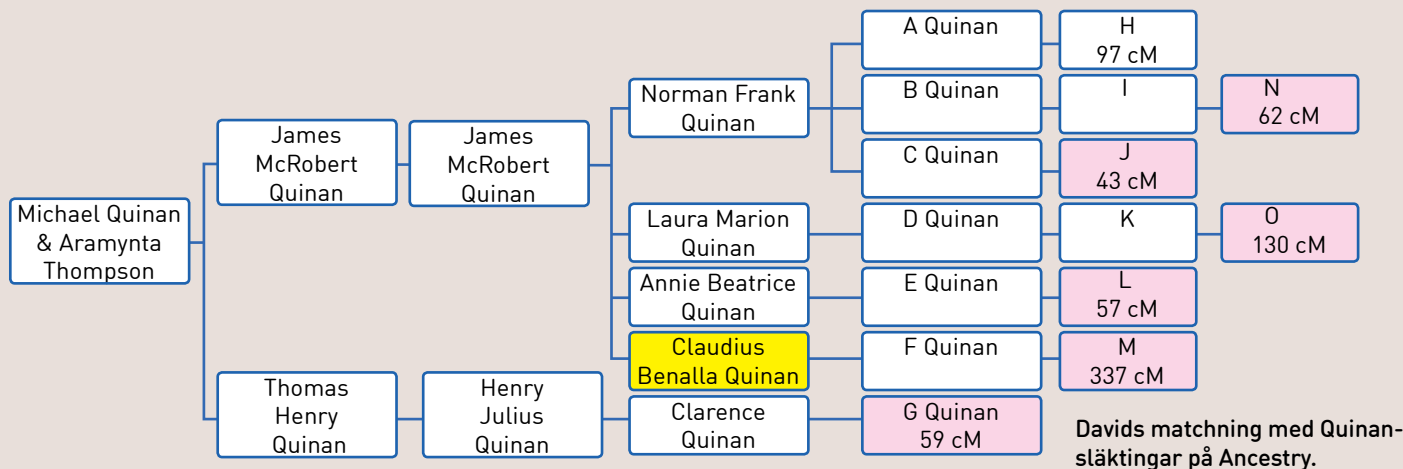 Michael Quinan
& Aramynta
Thompson
James
McRobert
Quinan
James
McRobert
Quinan
Norman Frank
Quinan
A Quinan
H
97 cM
B Quinan
I
N
62 cM
C Quinan
J
43 cM
Laura Marion
Quinan
D Quinan
K
O
130 cM
Annie Beatrice
Quinan
E Quinan
L
57 cM
Claudius
Benalla Quinan
F Quinan
M
337 cM
Thomas
Henry
Quinan
Henry
Julius
Quinan
Clarence
Quinan
G Quinan
59 cM
Davids matchning med Quinan-
släktingar på Ancestry.